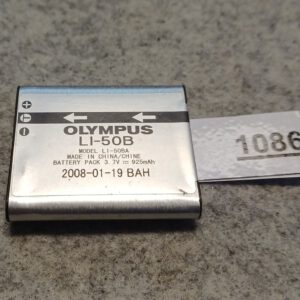 OLYMPUS
LI-50B
MODEL LI-50BA
MADE IN CHINA/CHINE
BATTERY PACK 3.7V ⎓ 925mAh
2008-01-19 BAH
1086